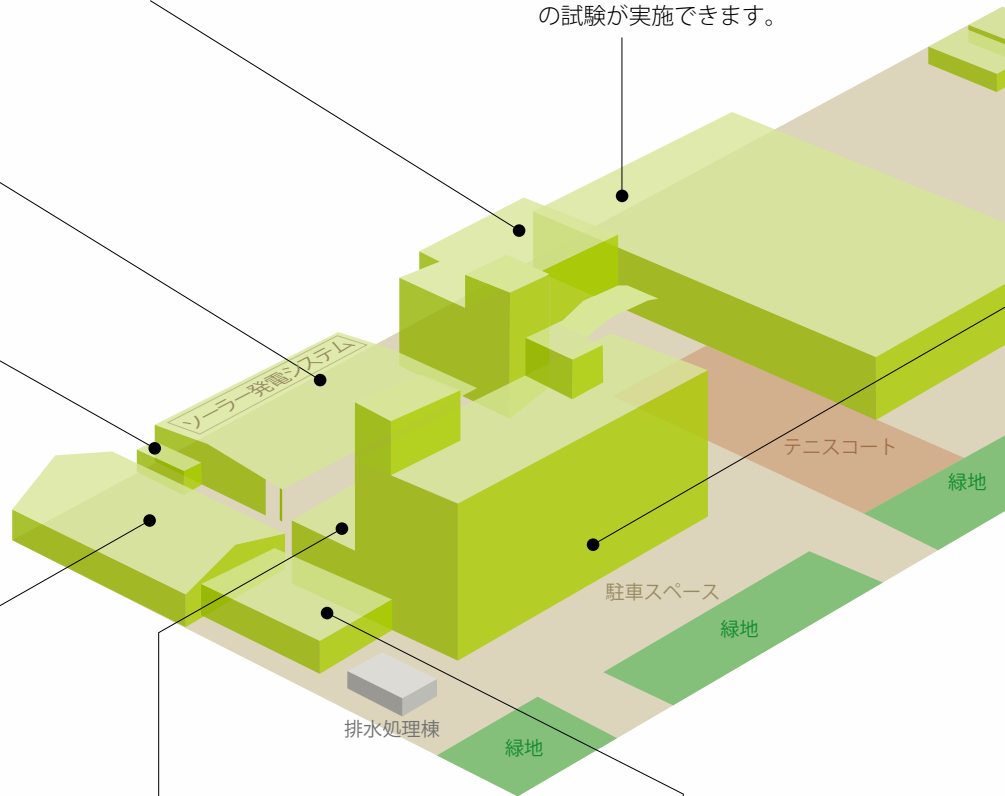 の試験が実施できます。
ソーラー発電システム
テニスコート
緑地
駐車スペース
緑地
排水処理棟
緑地